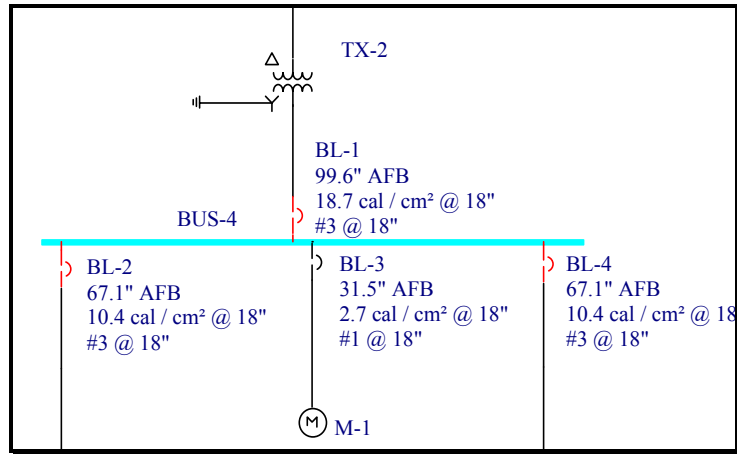 TX-2
BL-1
99.6" AFB
18.7 cal / cm² @ 18"
#3 @ 18"
BUS-4
BL-2
67.1" AFB
10.4 cal / cm² @ 18"
#3 @ 18"
BL-3
31.5" AFB
2.7 cal / cm² @ 18"
#1 @ 18"
BL-4
67.1" AFB
10.4 cal / cm² @ 18
#3 @ 18"
M
M-1